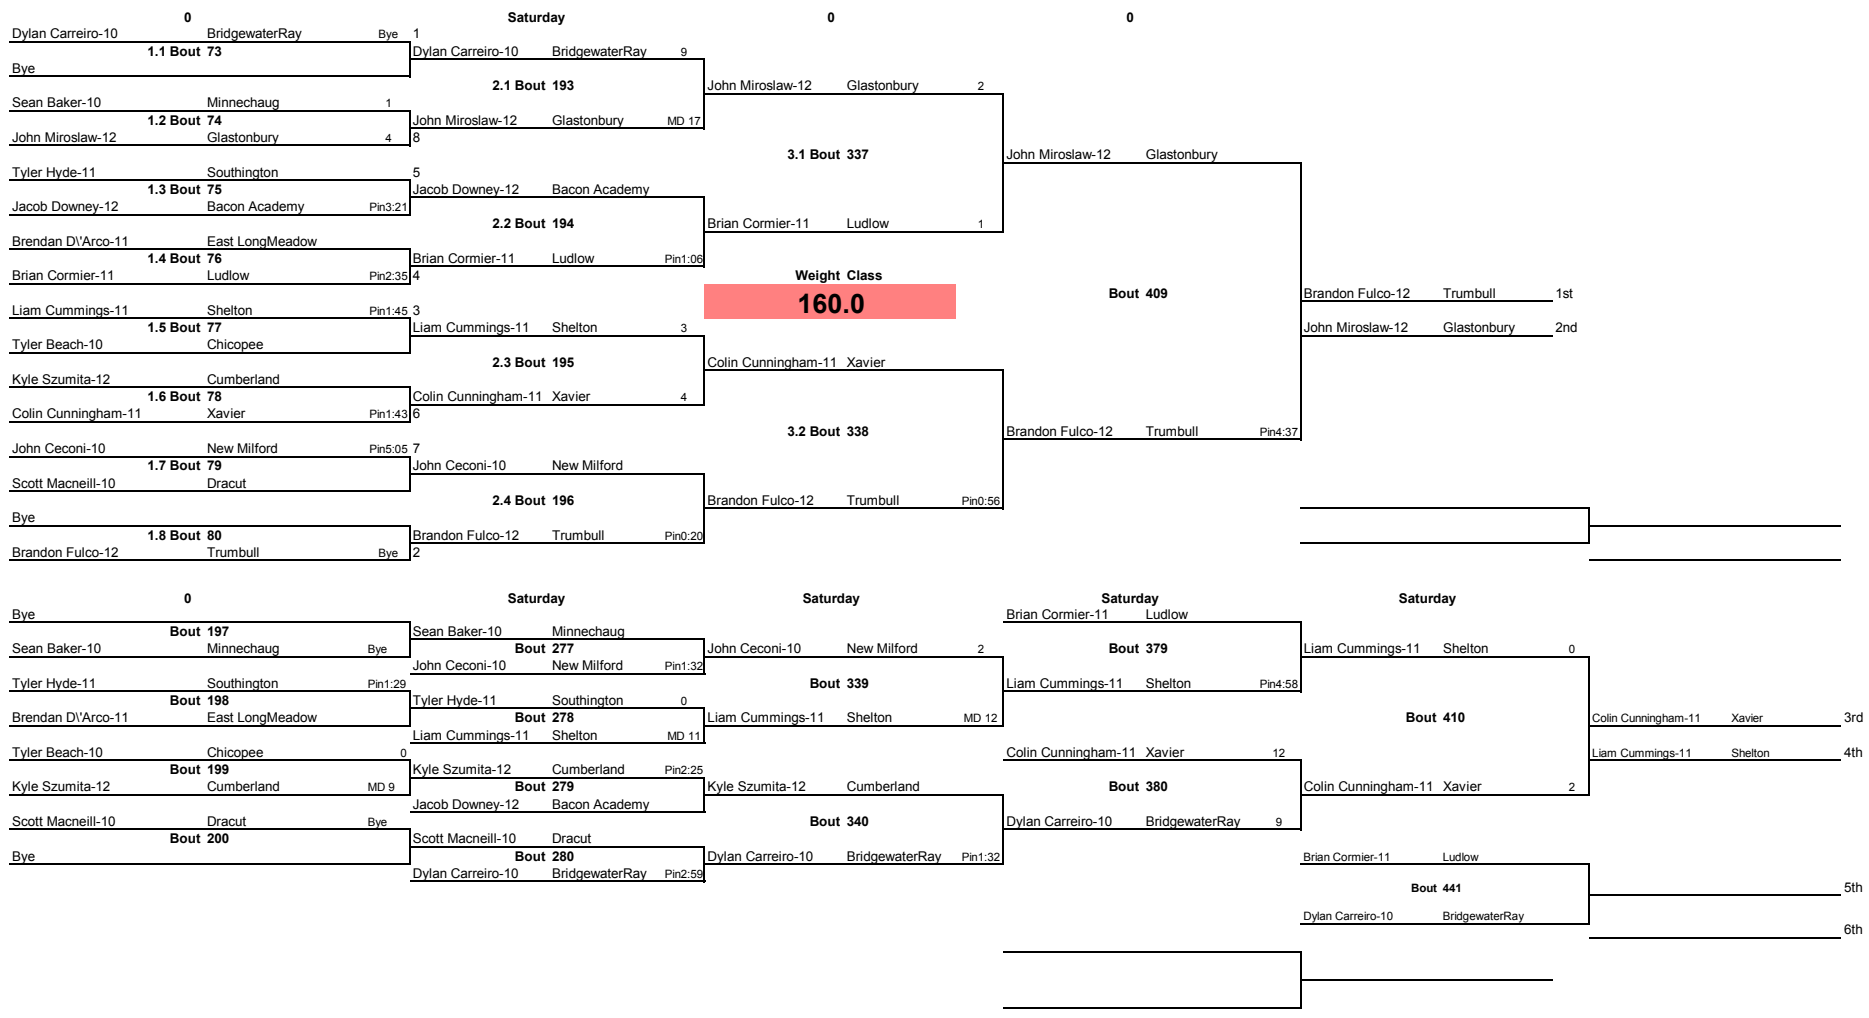 0 Saturday 0 0
Dylan Carreiro-10 BridgewaterRay Bye 1
1.1 Bout 73 Dylan Carreiro-10 BridgewaterRay 9
Bye
2.1 Bout 193 John Miroslaw-12 Glastonbury 2
Sean Baker-10 Minnechaug 1
1.2 Bout 74 John Miroslaw-12 Glastonbury MD 17
John Miroslaw-12 Glastonbury 4 8
3.1 Bout 337 John Miroslaw-12 Glastonbury
Tyler Hyde-11 Southington 5
1.3 Bout 75 Jacob Downey-12 Bacon Academy
Jacob Downey-12 Bacon Academy Pin3:21
2.2 Bout 194 Brian Cormier-11 Ludlow 1
Brendan D\'Arco-11 East LongMeadow
1.4 Bout 76 Brian Cormier-11 Ludlow Pin1:06
Brian Cormier-11 Ludlow Pin2:35 4 Weight Class
160.0 Bout 409 Brandon Fulco-12 Trumbull 1st
Liam Cummings-11 Shelton Pin1:45 3
1.5 Bout 77 Liam Cummings-11 Shelton 3 John Miroslaw-12 Glastonbury 2nd
Tyler Beach-10 Chicopee
2.3 Bout 195 Colin Cunningham-11 Xavier
Kyle Szumita-12 Cumberland
1.6 Bout 78 Colin Cunningham-11 Xavier 4
Colin Cunningham-11 Xavier Pin1:43 6
3.2 Bout 338 Brandon Fulco-12 Trumbull Pin4:37
John Ceconi-10 New Milford Pin5:05 7
1.7 Bout 79 John Ceconi-10 New Milford
Scott Macneill-10 Dracut
2.4 Bout 196 Brandon Fulco-12 Trumbull Pin0:56
Bye
1.8 Bout 80 Brandon Fulco-12 Trumbull Pin0:20
Brandon Fulco-12 Trumbull Bye 2
0 Saturday Saturday Saturday Saturday
Bye Brian Cormier-11 Ludlow
Bout 197 Sean Baker-10 Minnechaug
Sean Baker-10 Minnechaug Bye Bout 277 John Ceconi-10 New Milford 2 Bout 379 Liam Cummings-11 Shelton 0
John Ceconi-10 New Milford Pin1:32
Tyler Hyde-11 Southington Pin1:29 Bout 339 Liam Cummings-11 Shelton Pin4:58
Bout 198 Tyler Hyde-11 Southington 0
Brendan D\'Arco-11 East LongMeadow Bout 278 Liam Cummings-11 Shelton MD 12 Bout 410 Colin Cunningham-11 Xavier 3rd
Liam Cummings-11 Shelton MD 11
Tyler Beach-10 Chicopee 0 Colin Cunningham-11 Xavier 12 Liam Cummings-11 Shelton 4th
Bout 199 Kyle Szumita-12 Cumberland Pin2:25
Kyle Szumita-12 Cumberland MD 9 Bout 279 Kyle Szumita-12 Cumberland Bout 380 Colin Cunningham-11 Xavier 2
Jacob Downey-12 Bacon Academy
Scott Macneill-10 Dracut Bye Bout 340 Dylan Carreiro-10 BridgewaterRay 9
Bout 200 Scott Macneill-10 Dracut
Bye Bout 280 Dylan Carreiro-10 BridgewaterRay Pin1:32 Brian Cormier-11 Ludlow
Dylan Carreiro-10 BridgewaterRay Pin2:59
Bout 441 5th
Dylan Carreiro-10 BridgewaterRay
6th